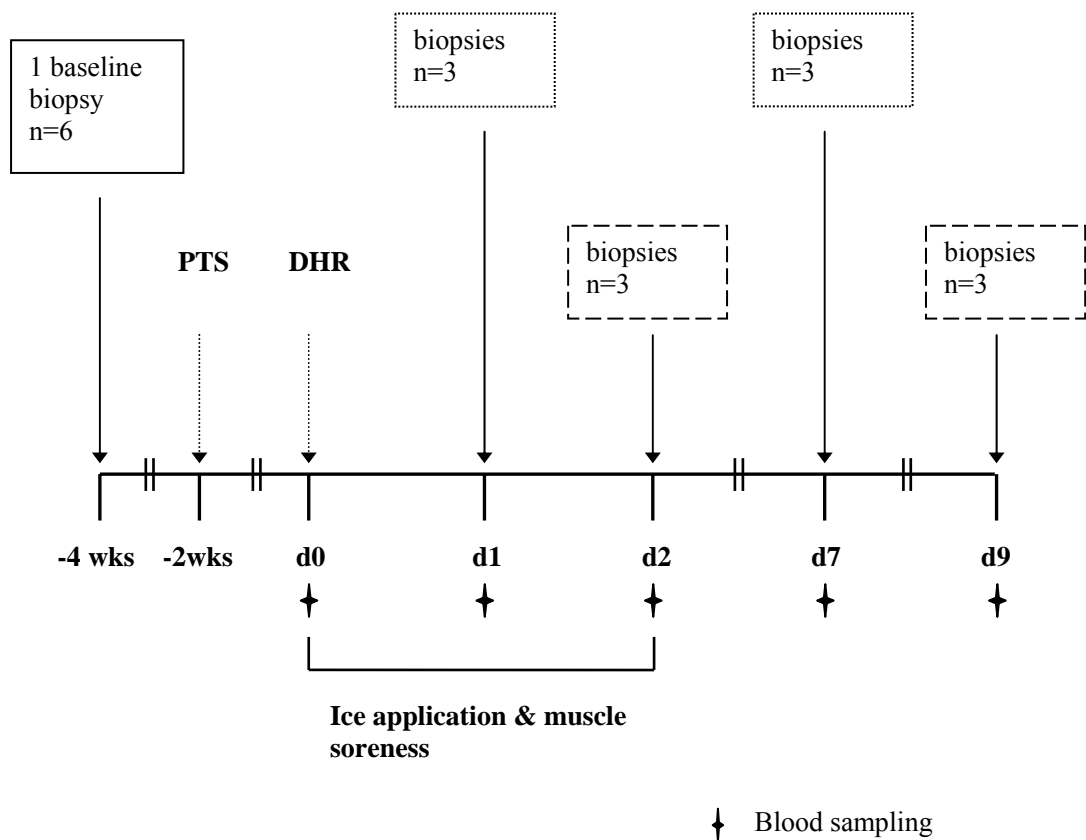 1 baseline
biopsy
n=6
biopsies
n=3
biopsies
n=3
PTS
DHR
biopsies
n=3
biopsies
n=3
-4 wks
-2wks
d0
d1
d2
d7
d9
Ice application & muscle
soreness
Blood sampling